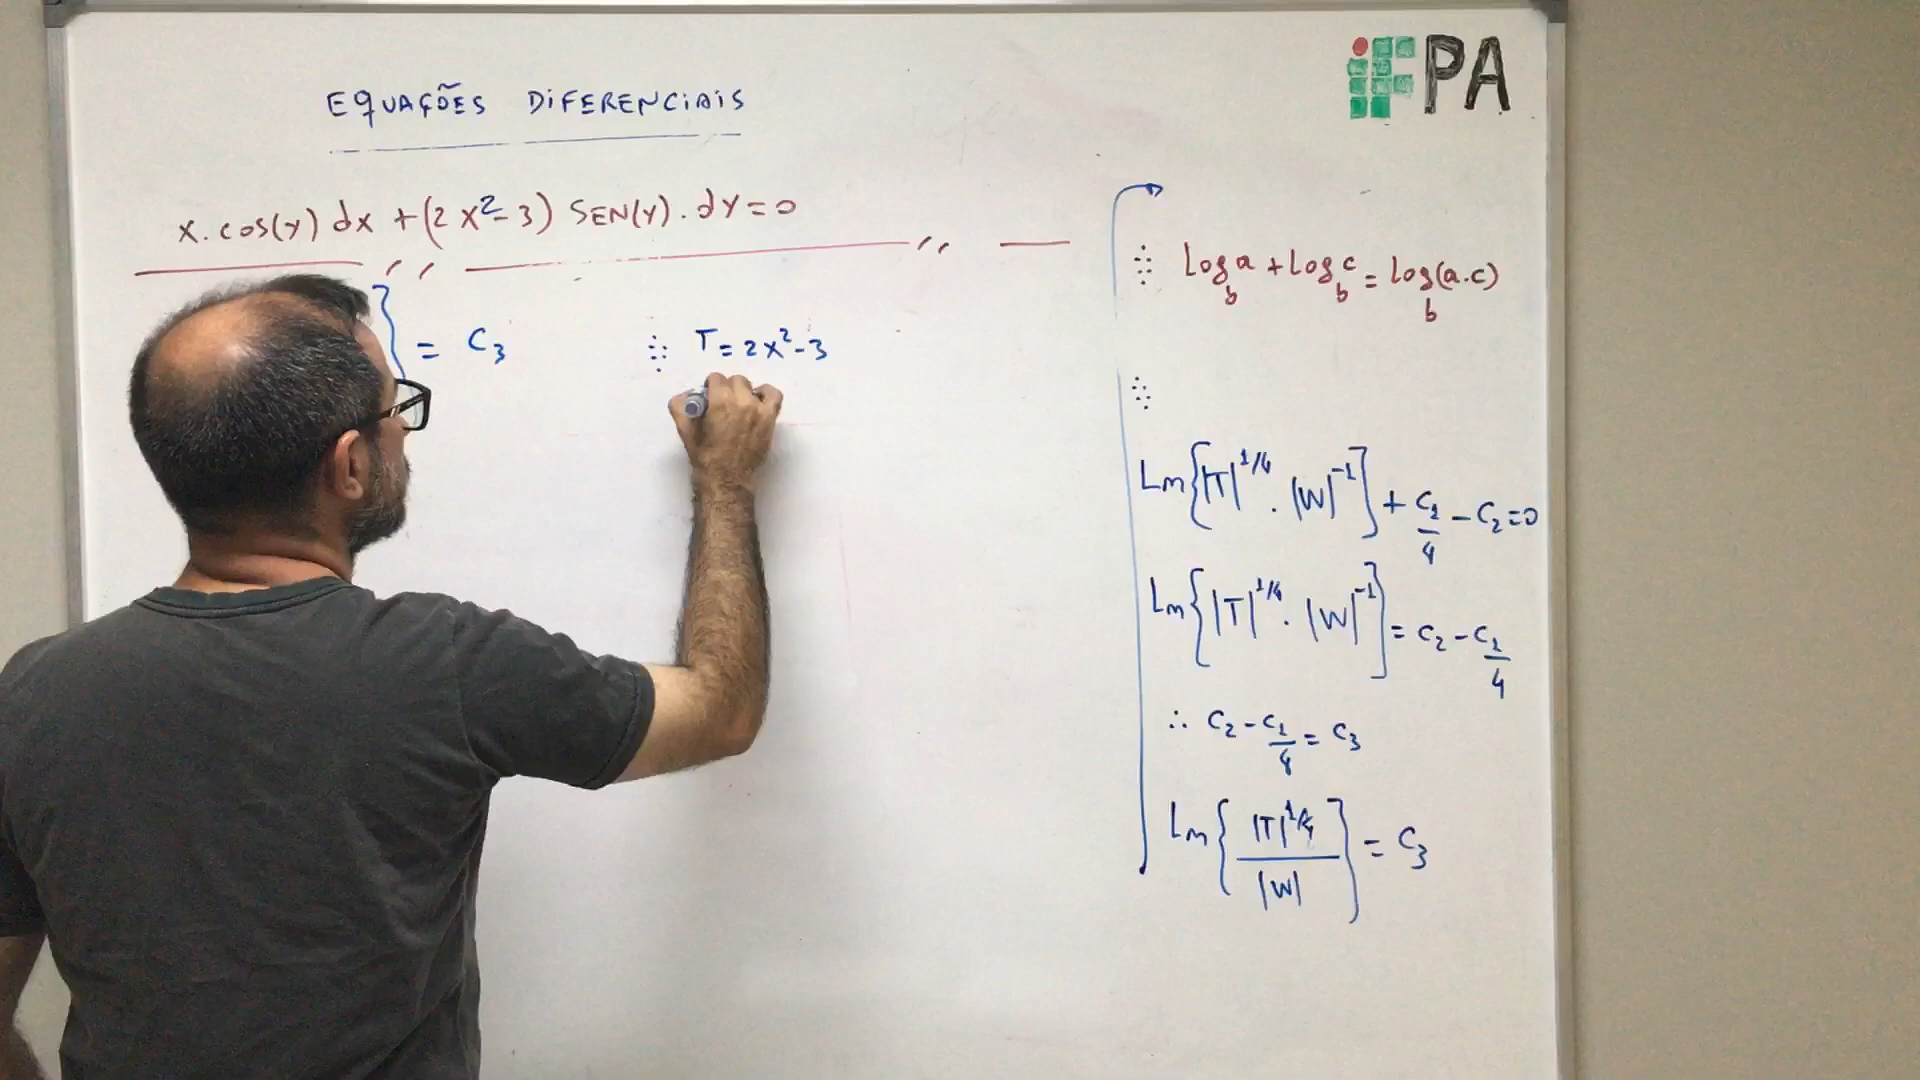 EQUAÇÕES DIFERENCIAIS
iFPA
x.cos(y)dx+(2x²-3)SEN(y).dy=0
} = C₃
∴ T=2x²-3
∴ Log_b a + Log_b c = Log_b(a.c)
∴
Ln{|T|^1/4 . |W|^-1} + C₁/4 - C₂ = 0
Ln{|T|^1/4 . |W|^-1} = C₂ - C₁/4
∴ C₂ - C₁/4 = C₃
Ln{|T|^1/4 / |W|} = C₃